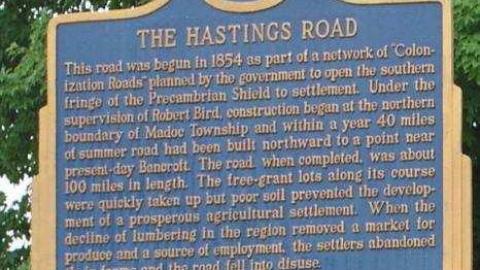 THE HASTINGS ROAD
This road was begun in 1854 as part of a network of "Colon-
ization Roads" planned by the government to open the southern
fringe of the Precambrian Shield to settlement. Under the
supervision of Robert Bird, construction began at the northern
boundary of Madoc Township and within a year 40 miles
of summer road had been built northward to a point near
present-day Bancroft. The road, when completed, was about
100 miles in length. The free-grant lots along its course
were quickly taken up but poor soil prevented the develop-
ment of a prosperous agricultural settlement. When the
decline of lumbering in the region removed a market for
produce and a source of employment, the settlers abandoned
their farms and the road fell into disuse.